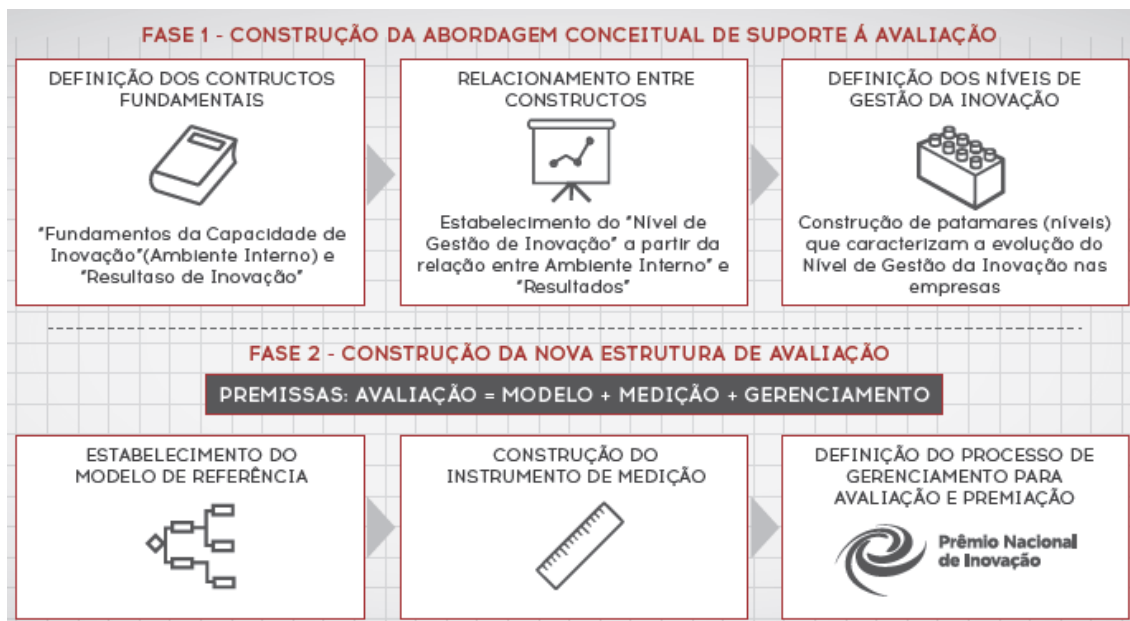 FASE 1 - CONSTRUÇÃO DA ABORDAGEM CONCEITUAL DE SUPORTE Á AVALIAÇÃO
DEFINIÇÃO DOS CONTRUCTOS
FUNDAMENTAIS
"Fundamentos da Capacidade de
Inovação"(Ambiente Interno) e
"Resultaso de Inovação"
RELACIONAMENTO ENTRE
CONSTRUCTOS
Estabelecimento do "Nível de
Gestão de Inovação" a partir da
relação entre Ambiente Interno" e
"Resultados"
DEFINIÇÃO DOS NÍVEIS DE
GESTÃO DA INOVAÇÃO
Construção de patamares (níveis)
que caracterizam a evolução do
Nível de Gestão da Inovação nas
empresas
FASE 2 - CONSTRUÇÃO DA NOVA ESTRUTURA DE AVALIAÇÃO
PREMISSAS: AVALIAÇÃO = MODELO + MEDIÇÃO + GERENCIAMENTO
ESTABELECIMENTO DO
MODELO DE REFERÊNCIA
CONSTRUÇÃO DO
INSTRUMENTO DE MEDIÇÃO
DEFINIÇÃO DO PROCESSO DE
GERENCIAMENTO PARA
AVALIAÇÃO E PREMIAÇÃO
Prêmio Nacional
de Inovação